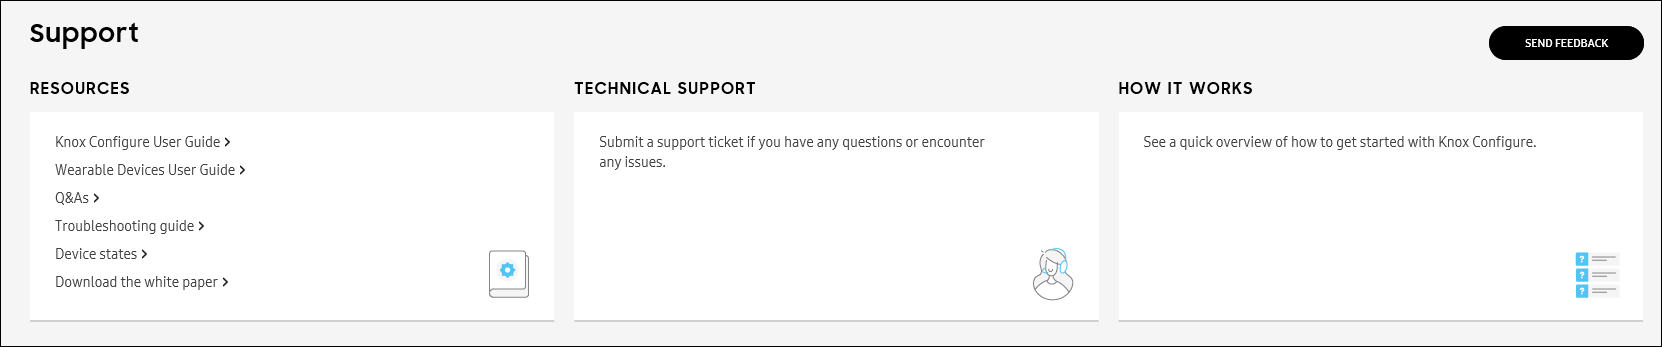 Support
SEND FEEDBACK
RESOURCES
Knox Configure User Guide >
Wearable Devices User Guide >
Q&As >
Troubleshooting guide >
Device states >
Download the white paper >
TECHNICAL SUPPORT
Submit a support ticket if you have any questions or encounter
any issues.
HOW IT WORKS
See a quick overview of how to get started with Knox Configure.
?
?
?